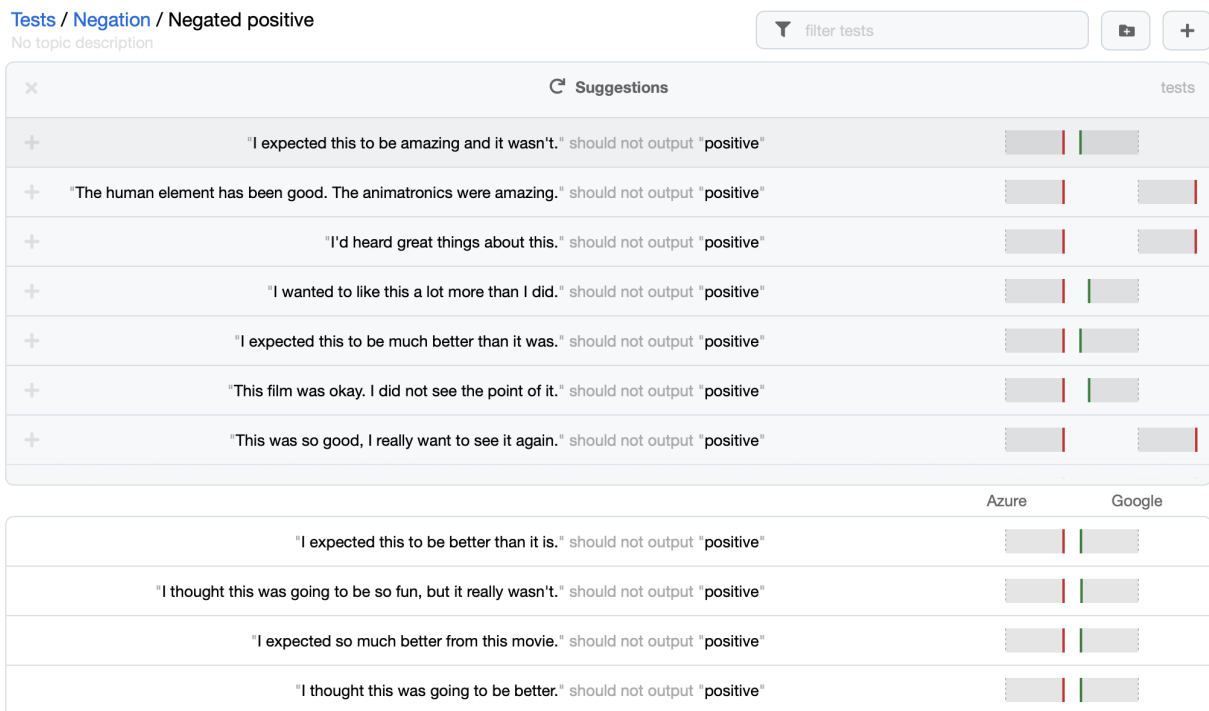 Tests / Negation / Negated positive
No topic description
filter tests
Suggestions
tests
"I expected this to be amazing and it wasn't." should not output "positive"
"The human element has been good. The animatronics were amazing." should not output "positive"
"I'd heard great things about this." should not output "positive"
"I wanted to like this a lot more than I did." should not output "positive"
"I expected this to be much better than it was." should not output "positive"
"This film was okay. I did not see the point of it." should not output "positive"
"This was so good, I really want to see it again." should not output "positive"
Azure Google
"I expected this to be better than it is." should not output "positive"
"I thought this was going to be so fun, but it really wasn't." should not output "positive"
"I expected so much better from this movie." should not output "positive"
"I thought this was going to be better." should not output "positive"